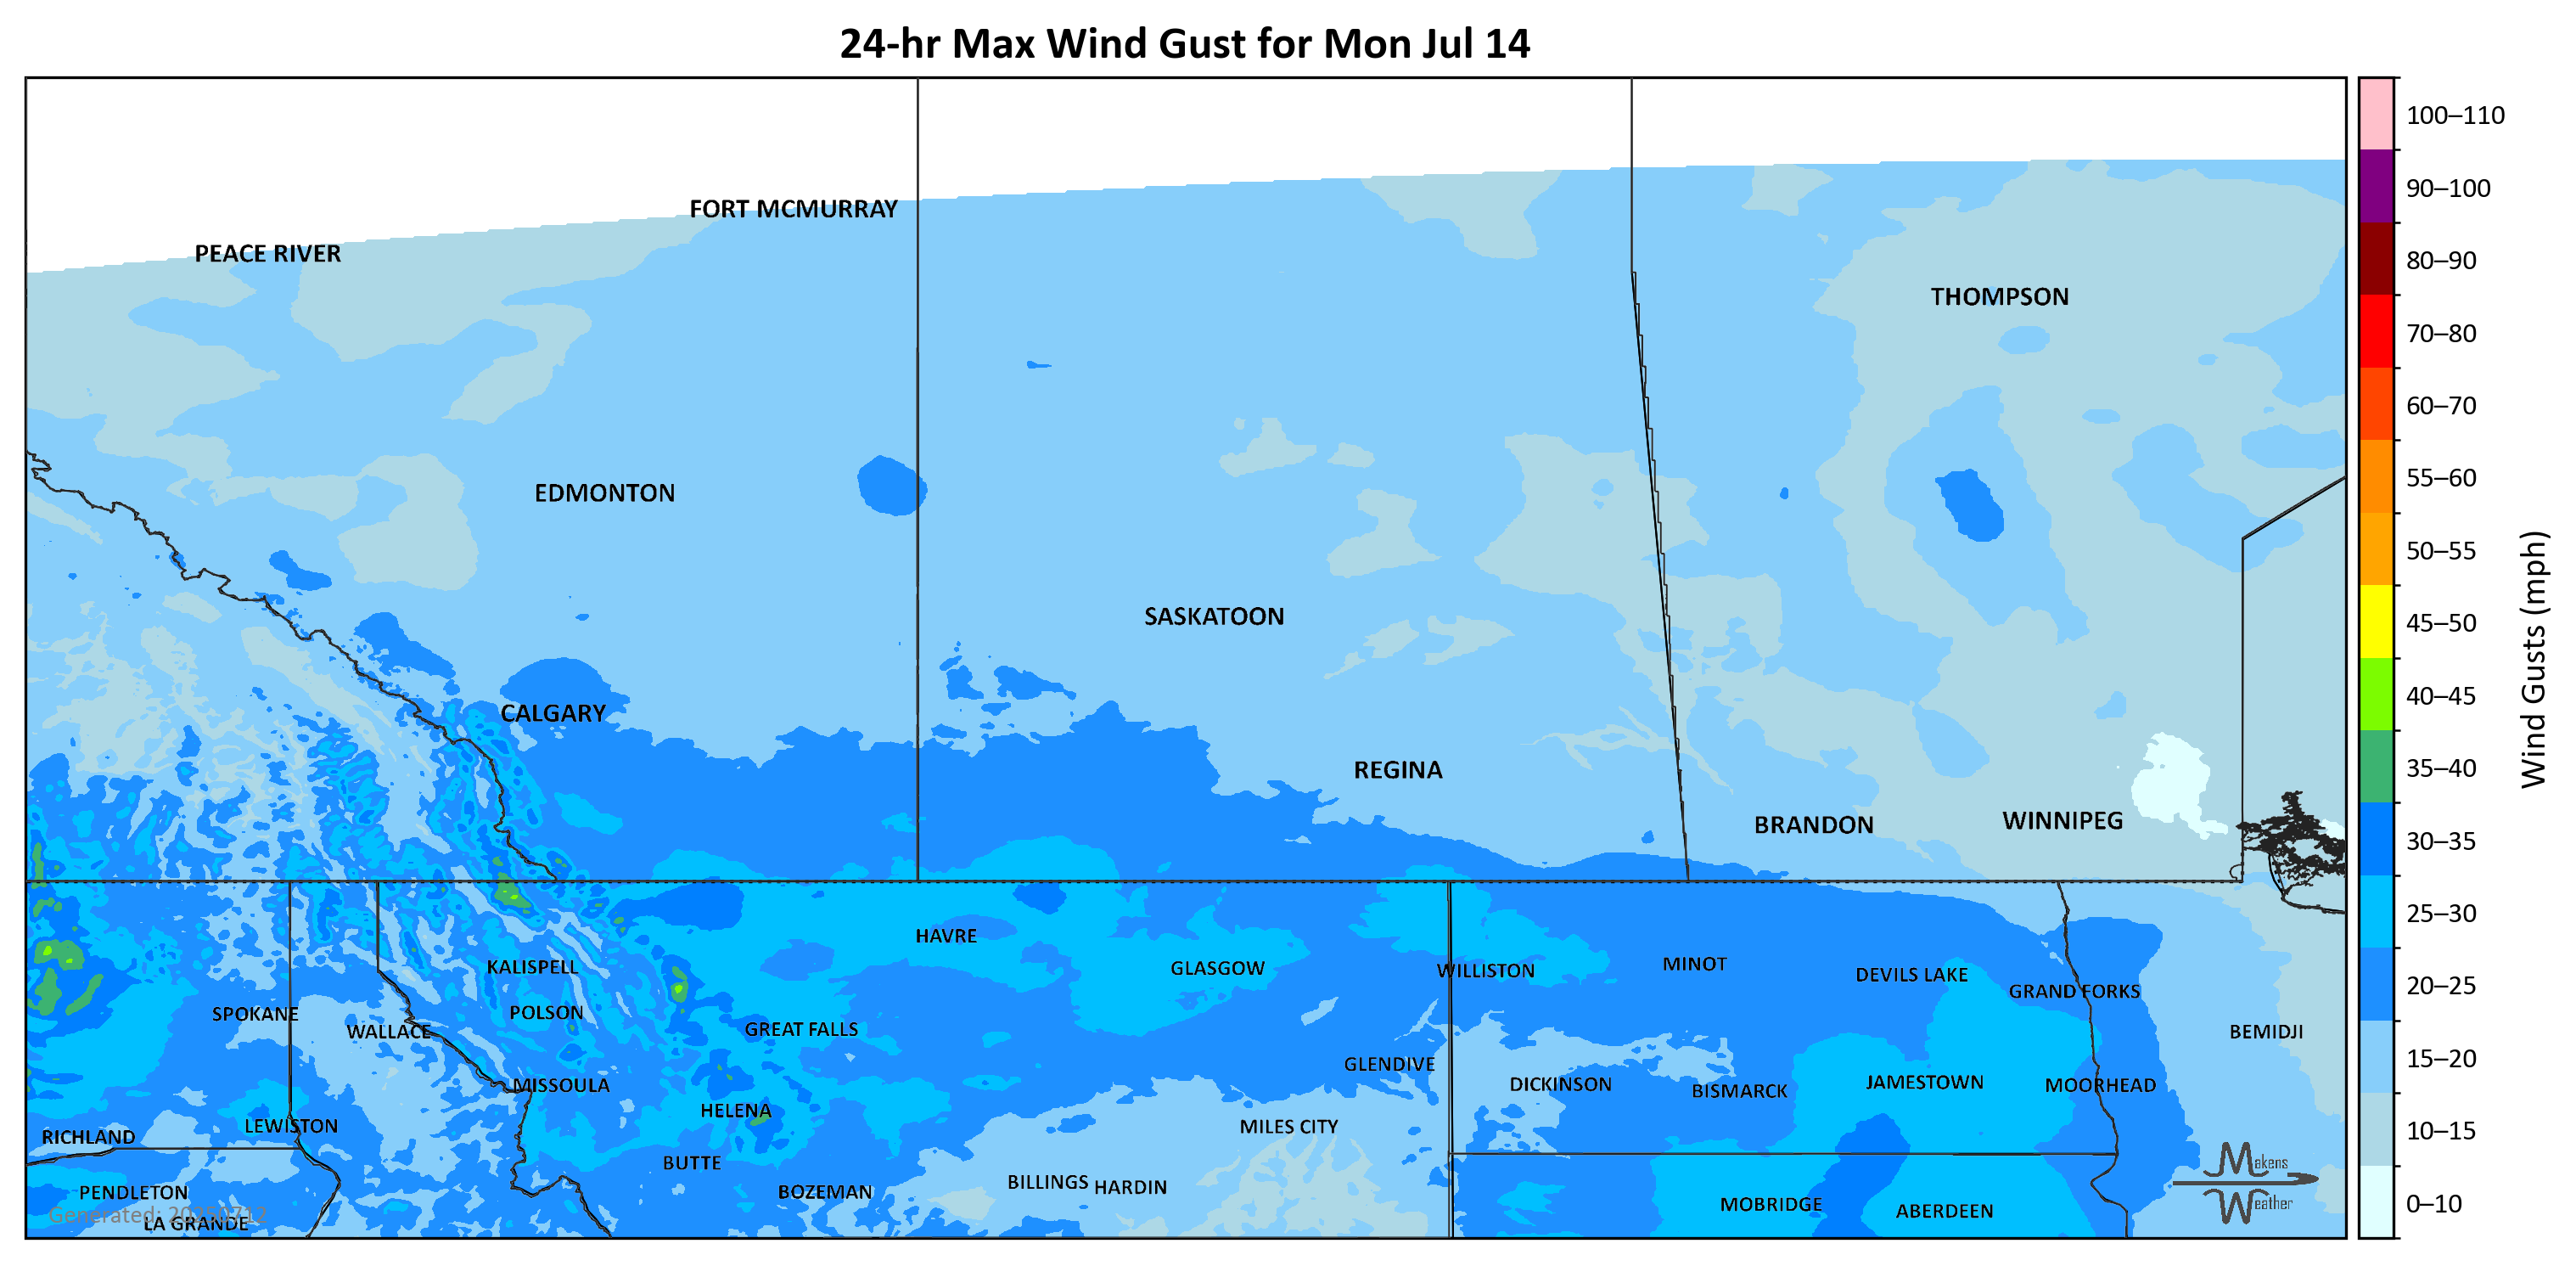 24-hr Max Wind Gust for Mon Jul 14
100–110
FORT MCMURRAY
90–100
PEACE RIVER
80–90
THOMPSON
70–80
60–70
55–60
EDMONTON
50–55
SASKATOON
45–50
Wind Gusts (mph)
40–45
CALGARY
REGINA
35–40
BRANDON
WINNIPEG
30–35
25–30
HAVRE
KALISPELL
GLASGOW
WILLISTON
MINOT
DEVILS LAKE
20–25
GRAND FORKS
SPOKANE
POLSON
WALLACE
GREAT FALLS
BEMIDJI
15–20
GLENDIVE
MISSOULA
DICKINSON
BISMARCK
JAMESTOWN
MOORHEAD
HELENA
LEWISTON
MILES CITY
10–15
RICHLAND
BUTTE
Makens
BILLINGS
HARDIN
PENDLETON
BOZEMAN
Weather
0–10
MOBRIDGE
ABERDEEN
Generated: 20250712
LA GRANDE